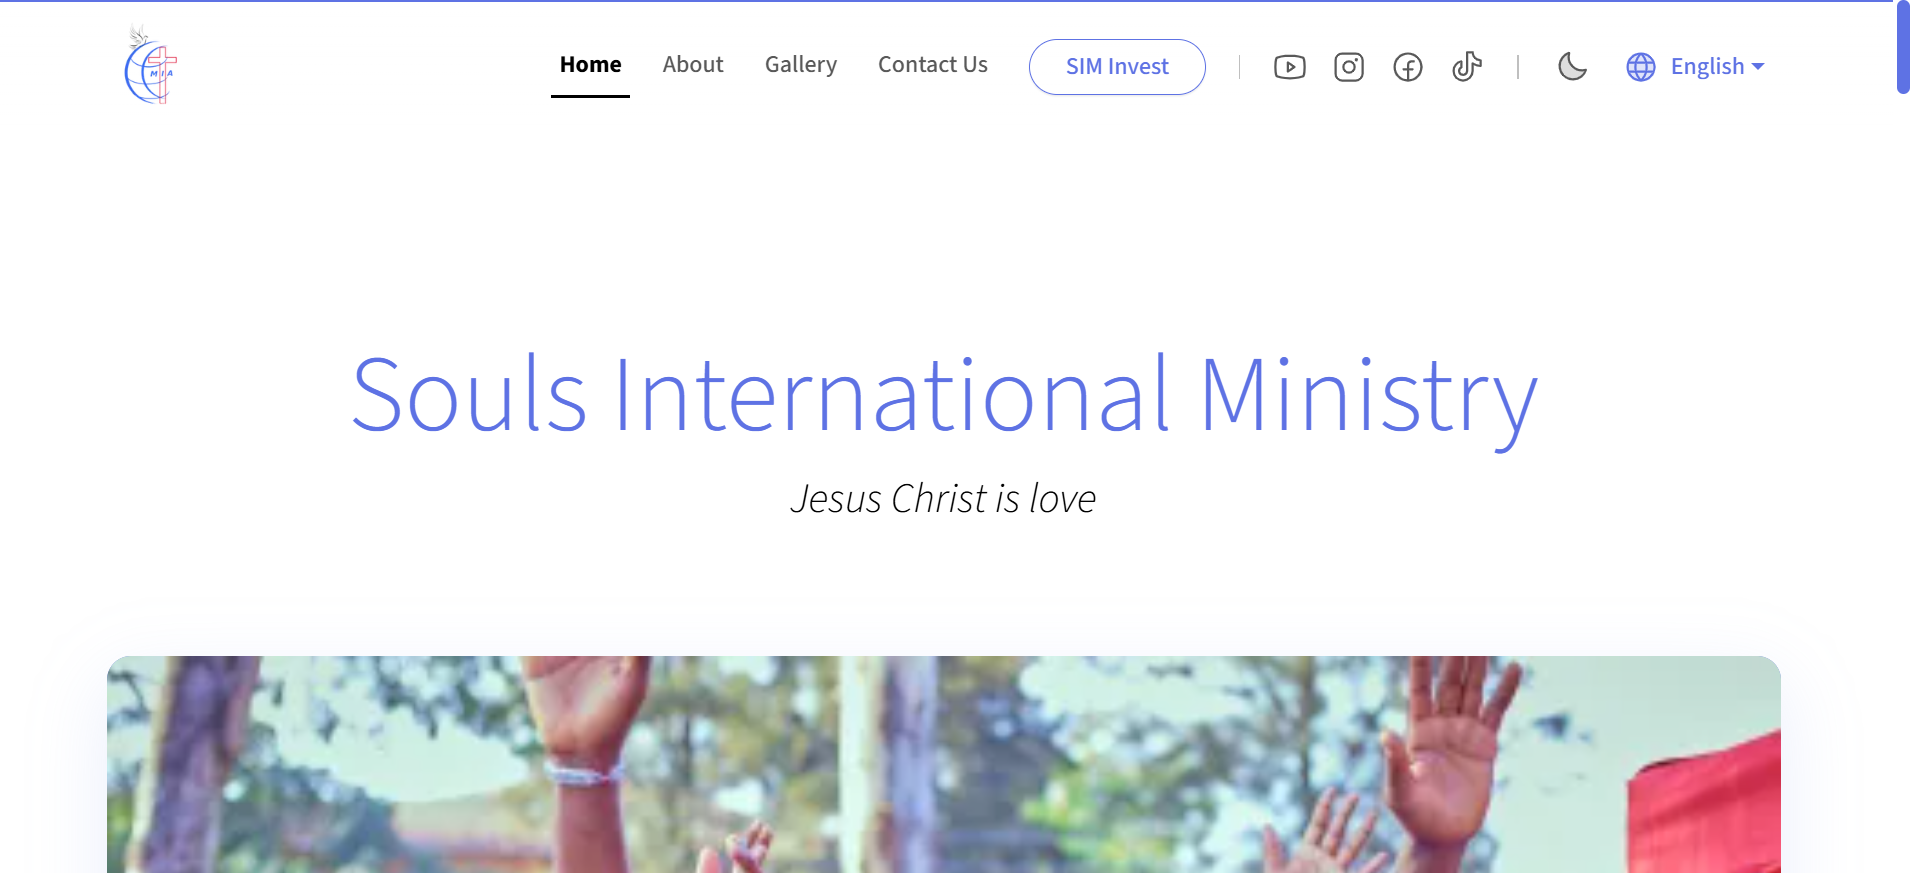 MIA
Home
About
Gallery
Contact Us
SIM Invest
English
Souls International Ministry
Jesus Christ is love